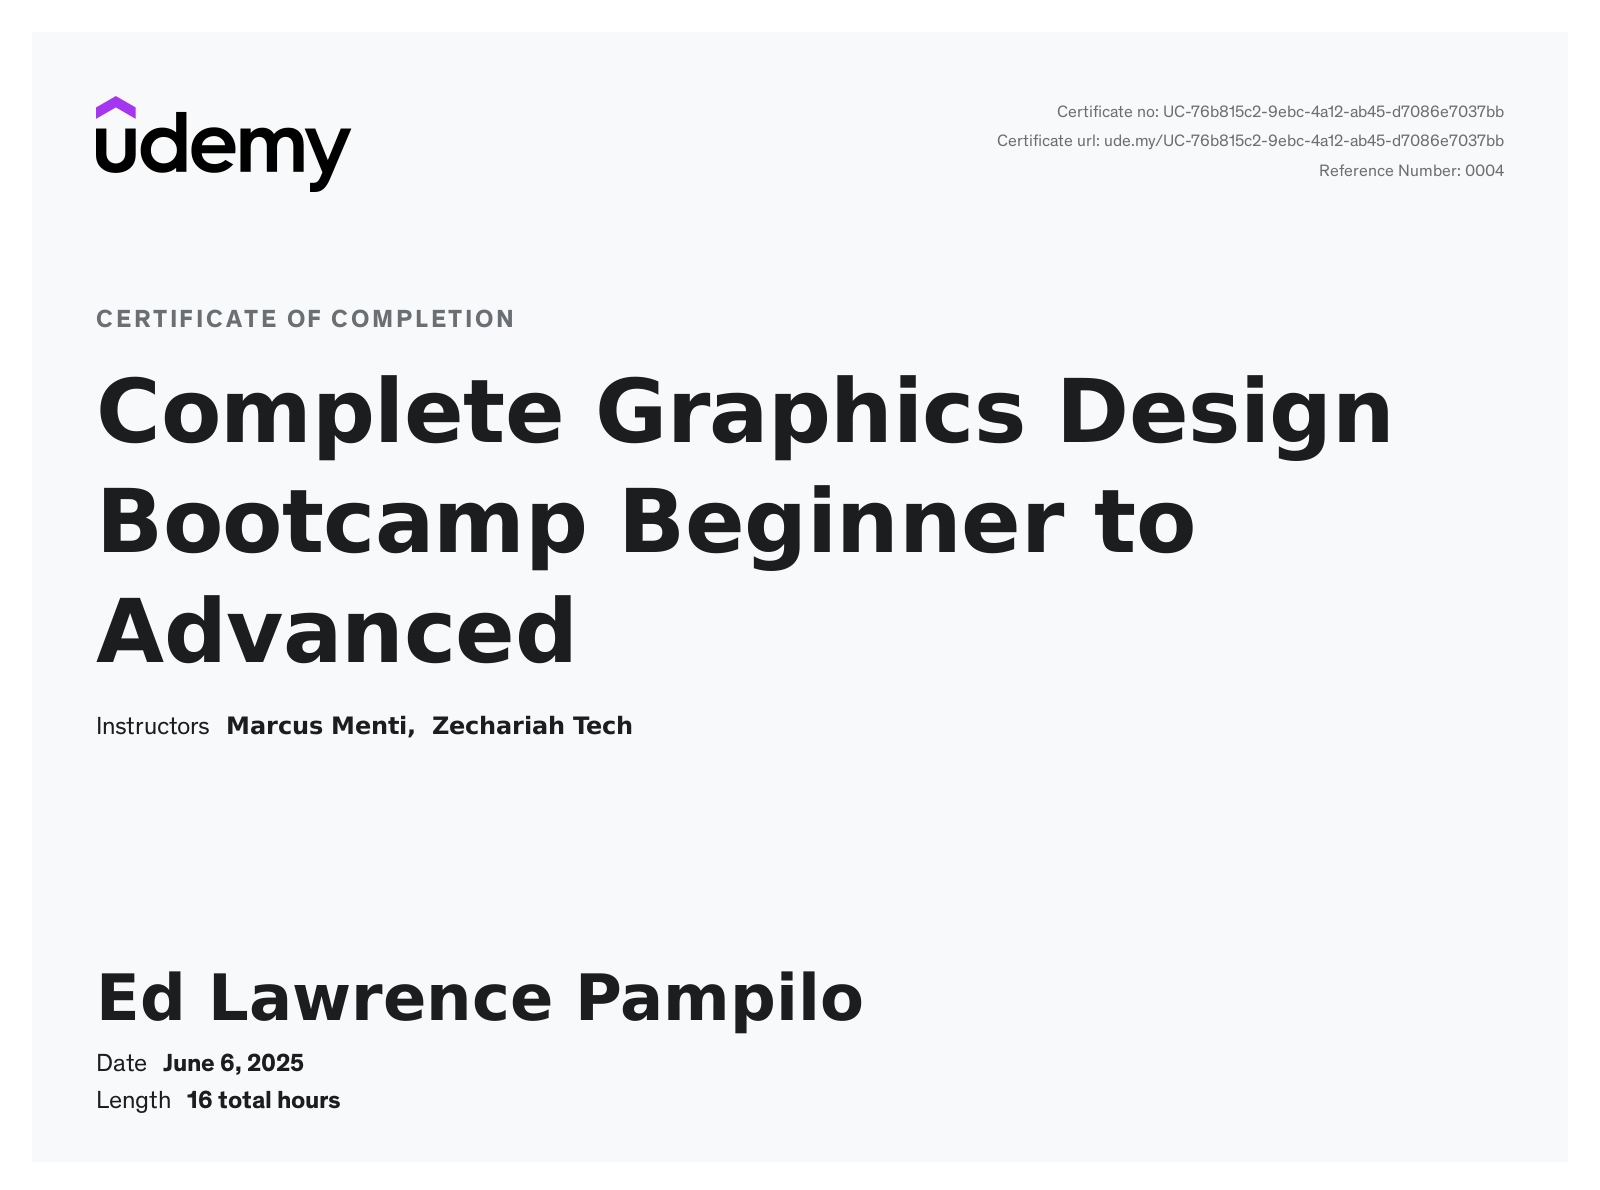 udemy
Certificate no: UC-76b815c2-9ebc-4a12-ab45-d7086e7037bb
Certificate url: ude.my/UC-76b815c2-9ebc-4a12-ab45-d7086e7037bb
Reference Number: 0004
CERTIFICATE OF COMPLETION
Complete Graphics Design
Bootcamp Beginner to
Advanced
Instructors Marcus Menti, Zechariah Tech
Ed Lawrence Pampilo
Date June 6, 2025
Length 16 total hours